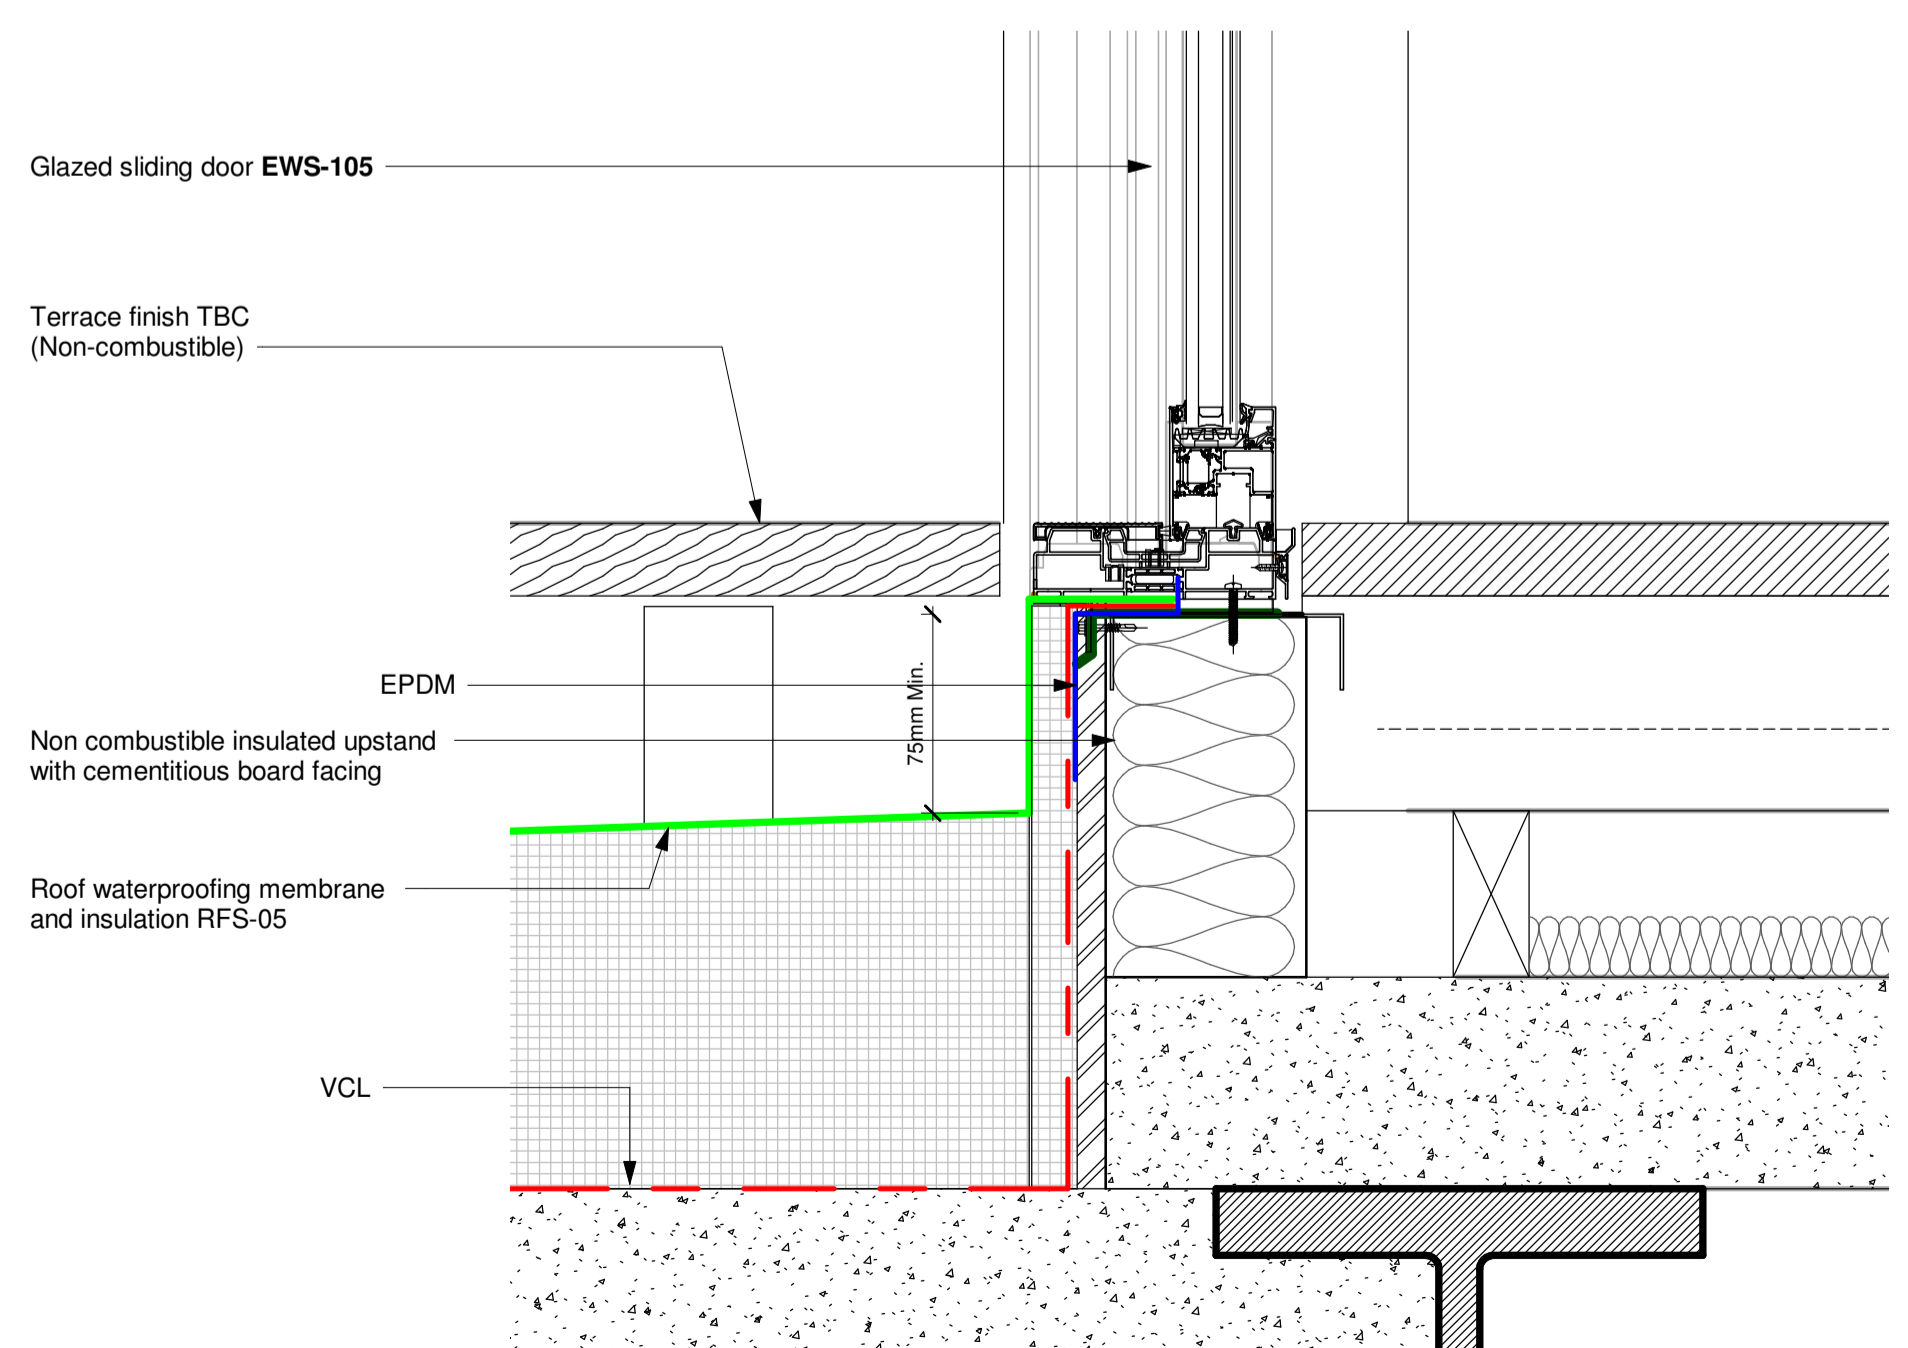 Glazed sliding door EWS-105
Terrace finish TBC
(Non-combustible)
EPDM
75mm Min.
Non combustible insulated upstand
with cementitious board facing
Roof waterproofing membrane
and insulation RFS-05
VCL